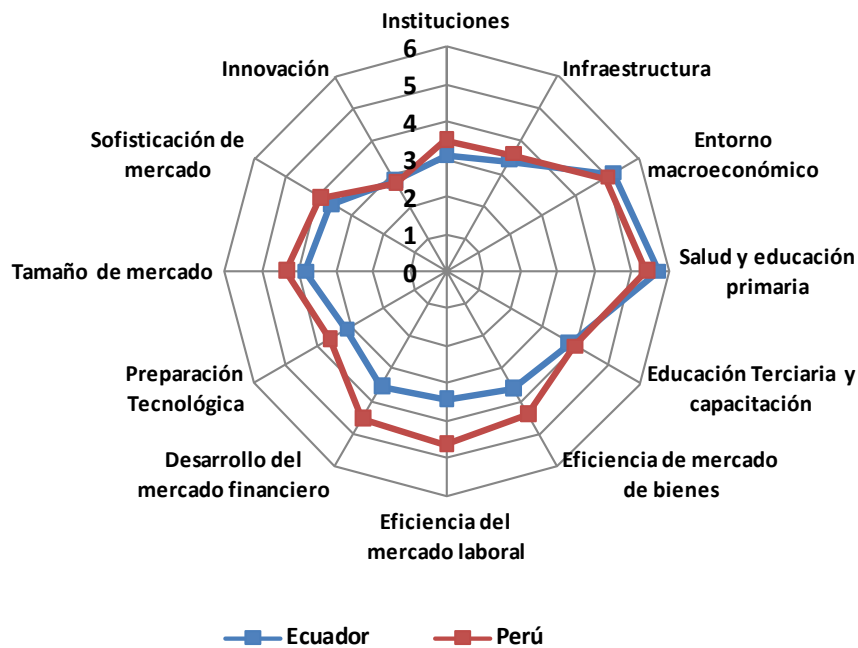 Instituciones
Infraestructura
Entorno
macroeconómico
Salud y educación
primaria
Educación Terciaria y
capacitación
Eficiencia de mercado
de bienes
Eficiencia del
mercado laboral
Desarrollo del
mercado financiero
Preparación
Tecnológica
Tamaño de mercado
Sofisticación de
mercado
Innovación
6
5
4
3
2
1
0
Ecuador
Perú